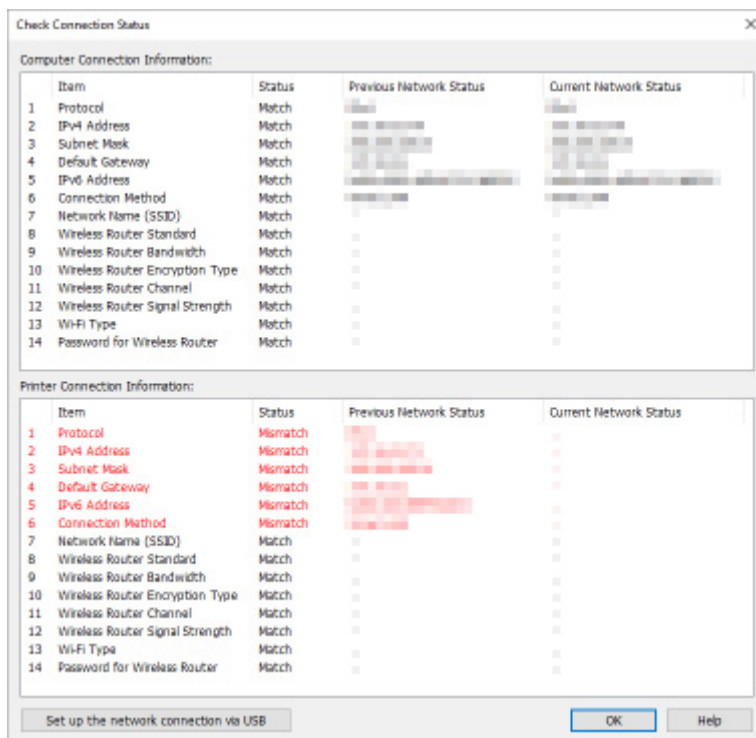 Check Connection Status
Computer Connection Information:
Item Status Previous Network Status Current Network Status
1 Protocol Match
2 IPv4 Address Match
3 Subnet Mask Match
4 Default Gateway Match
5 IPv6 Address Match
6 Connection Method Match
7 Network Name (SSID) Match
8 Wireless Router Standard Match
9 Wireless Router Bandwidth Match
10 Wireless Router Encryption Type Match
11 Wireless Router Channel Match
12 Wireless Router Signal Strength Match
13 Wi-Fi Type Match
14 Password for Wireless Router Match
Printer Connection Information:
Item Status Previous Network Status Current Network Status
1 Protocol Mismatch
2 IPv4 Address Mismatch
3 Subnet Mask Mismatch
4 Default Gateway Mismatch
5 IPv6 Address Mismatch
6 Connection Method Mismatch
7 Network Name (SSID) Match
8 Wireless Router Standard Match
9 Wireless Router Bandwidth Match
10 Wireless Router Encryption Type Match
11 Wireless Router Channel Match
12 Wireless Router Signal Strength Match
13 Wi-Fi Type Match
14 Password for Wireless Router Match
Set up the network connection via USB OK Help